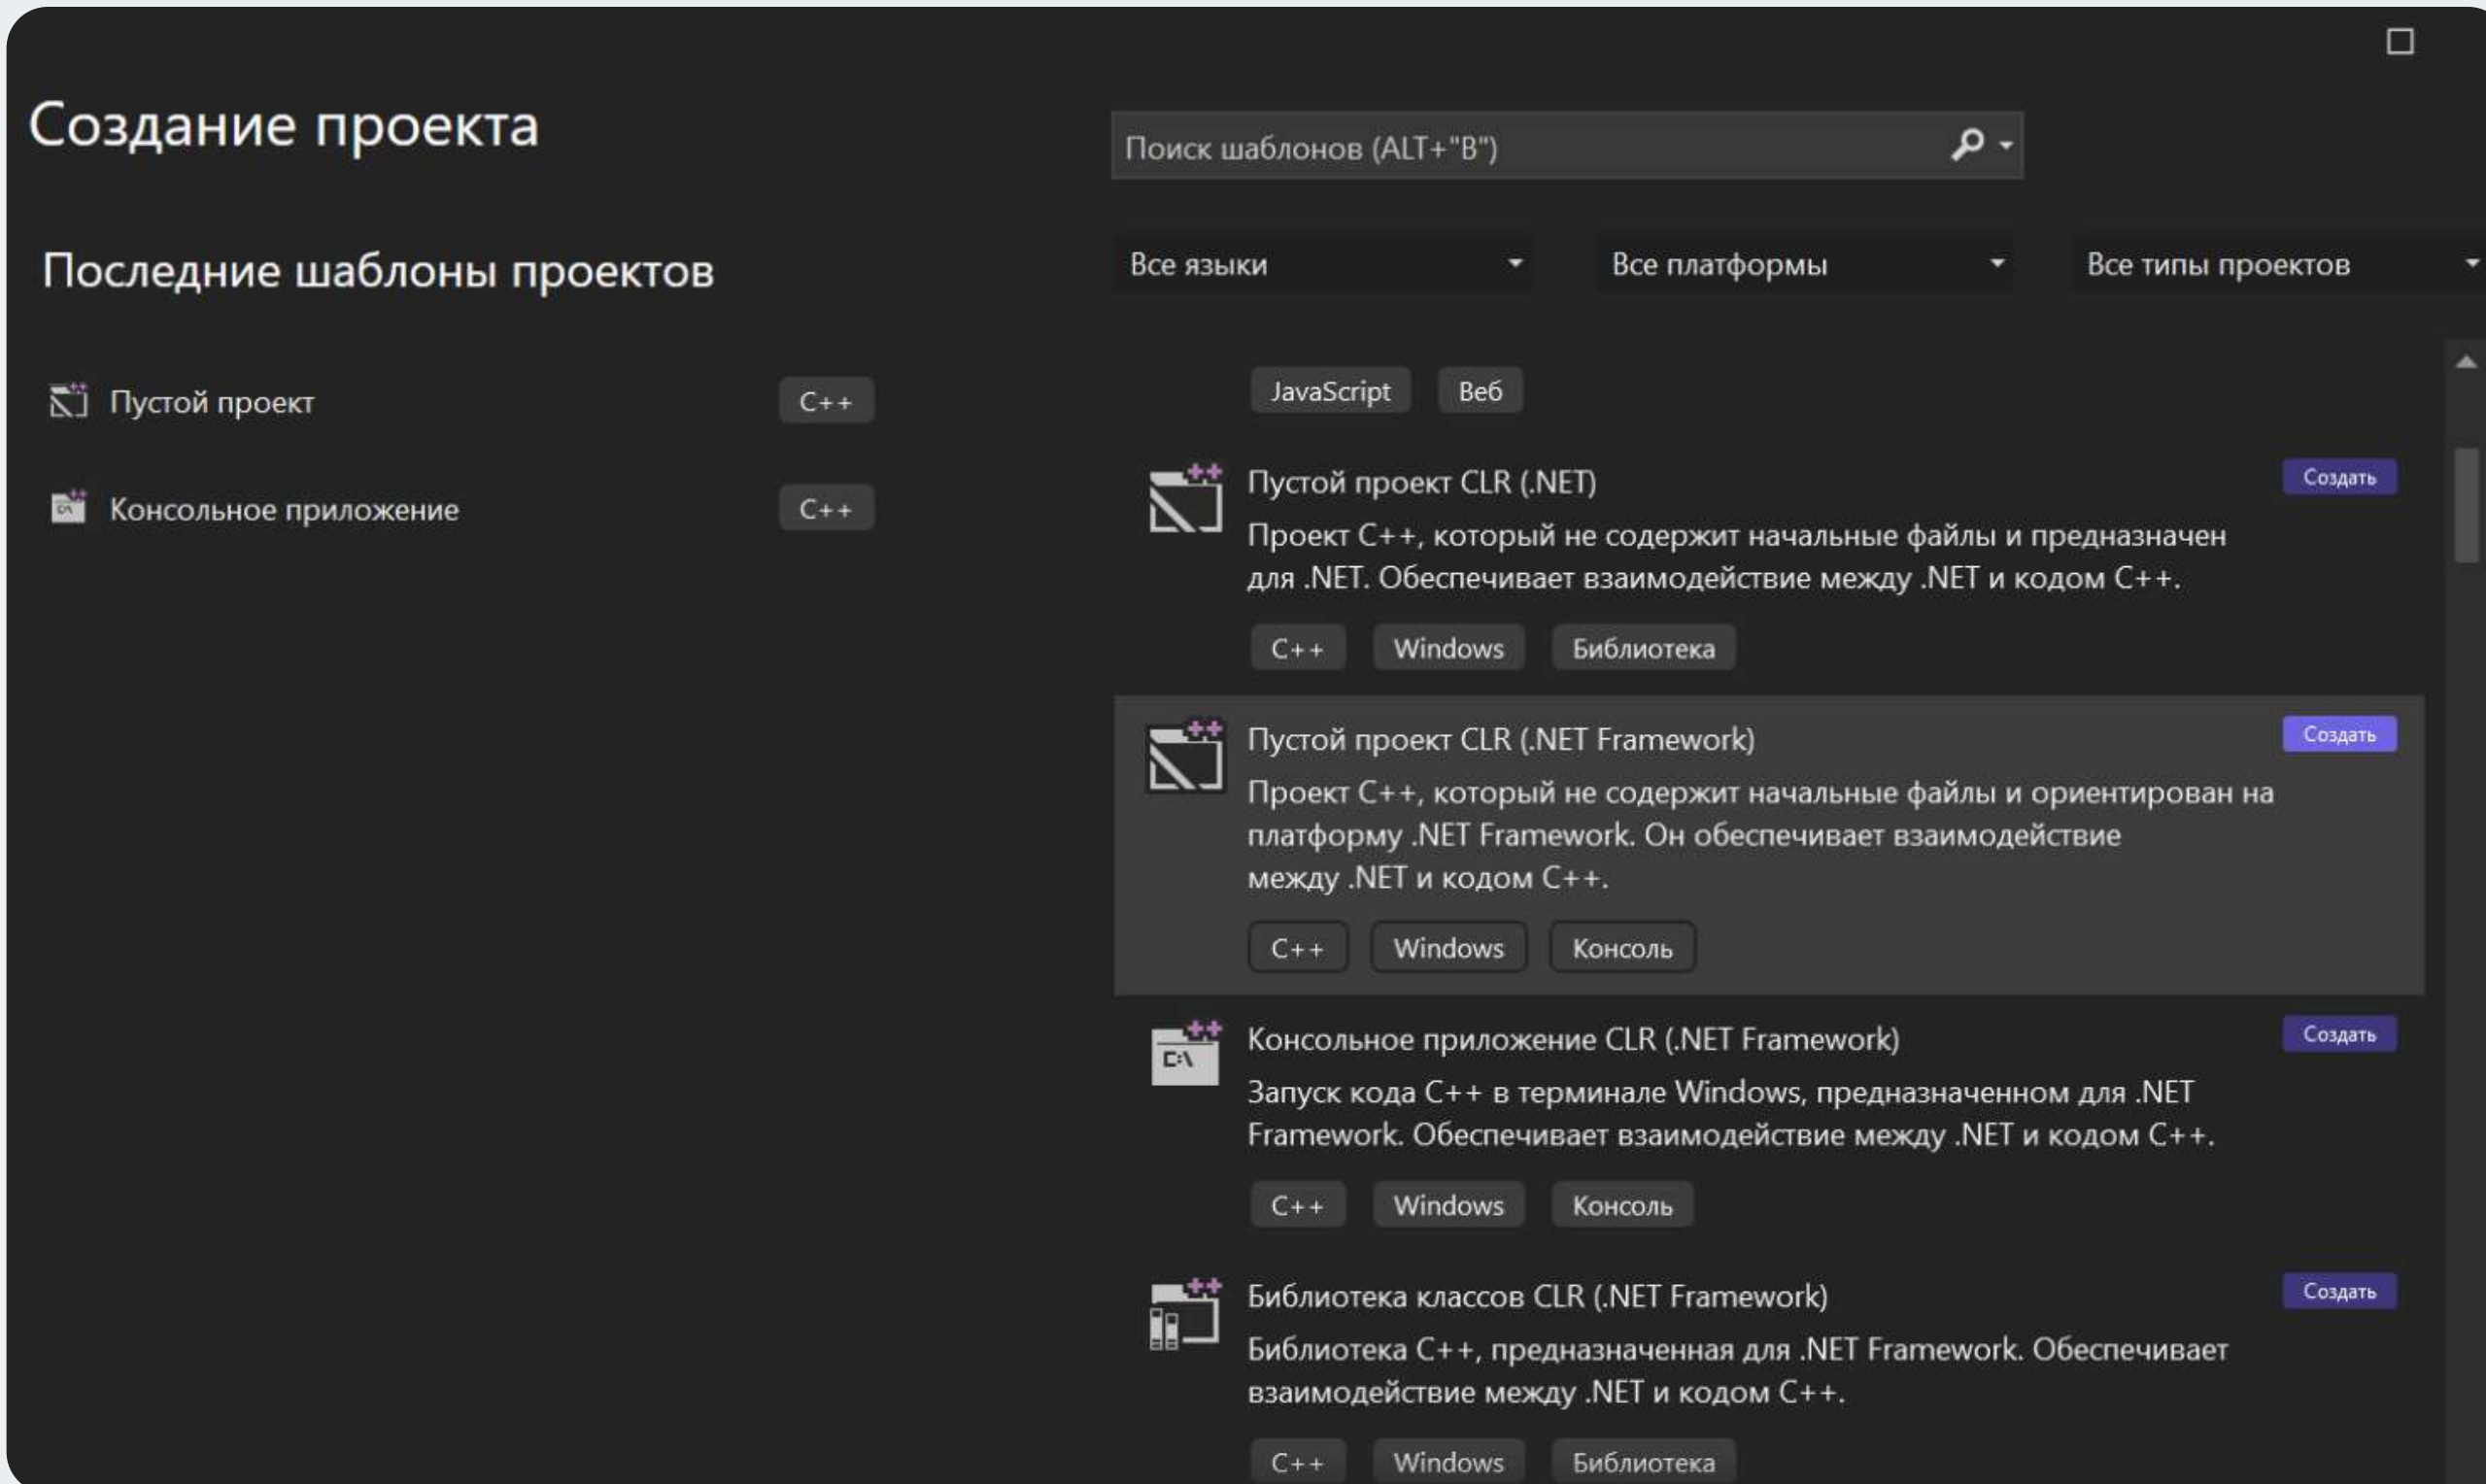 Создание проекта
Поиск шаблонов (ALT+"В")
Последние шаблоны проектов
Все языки
Все платформы
Все типы проектов
Пустой проект
C++
Консольное приложение
C++
JavaScript
Веб
Пустой проект CLR (.NET)
Создать
Проект C++, который не содержит начальные файлы и предназначен
для .NET. Обеспечивает взаимодействие между .NET и кодом C++.
C++
Windows
Библиотека
Пустой проект CLR (.NET Framework)
Создать
Проект C++, который не содержит начальные файлы и ориентирован на
платформу .NET Framework. Он обеспечивает взаимодействие
между .NET и кодом C++.
C++
Windows
Консоль
Консольное приложение CLR (.NET Framework)
Создать
C:\
Запуск кода C++ в терминале Windows, предназначенном для .NET
Framework. Обеспечивает взаимодействие между .NET и кодом C++.
C++
Windows
Консоль
Библиотека классов CLR (.NET Framework)
Создать
Библиотека C++, предназначенная для .NET Framework. Обеспечивает
взаимодействие между .NET и кодом C++.
C++
Windows
Библиотека